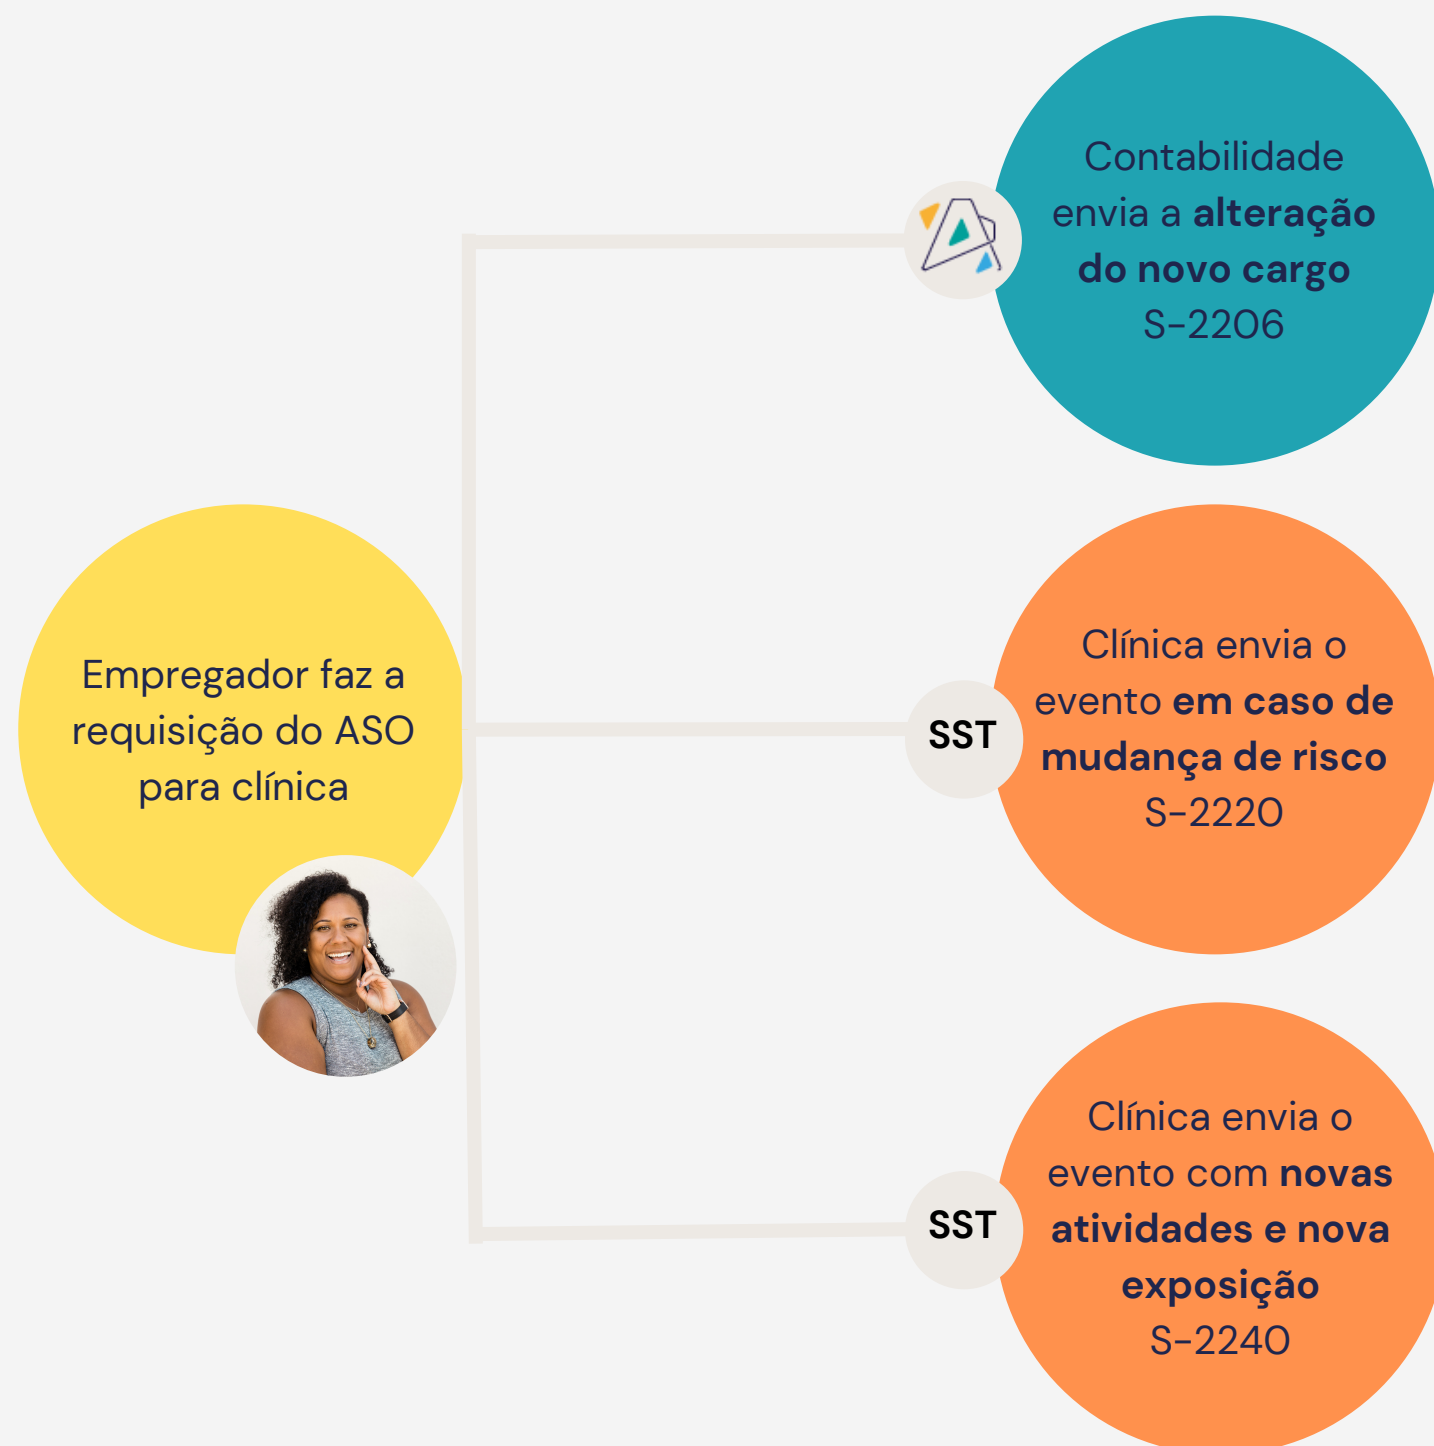 Contabilidade
envia a alteração
do novo cargo
S-2206
Empregador faz a
requisição do ASO
para clínica
SST
Clínica envia o
evento em caso de
mudança de risco
S-2220
SST
Clínica envia o
evento com novas
atividades e nova
exposição
S-2240